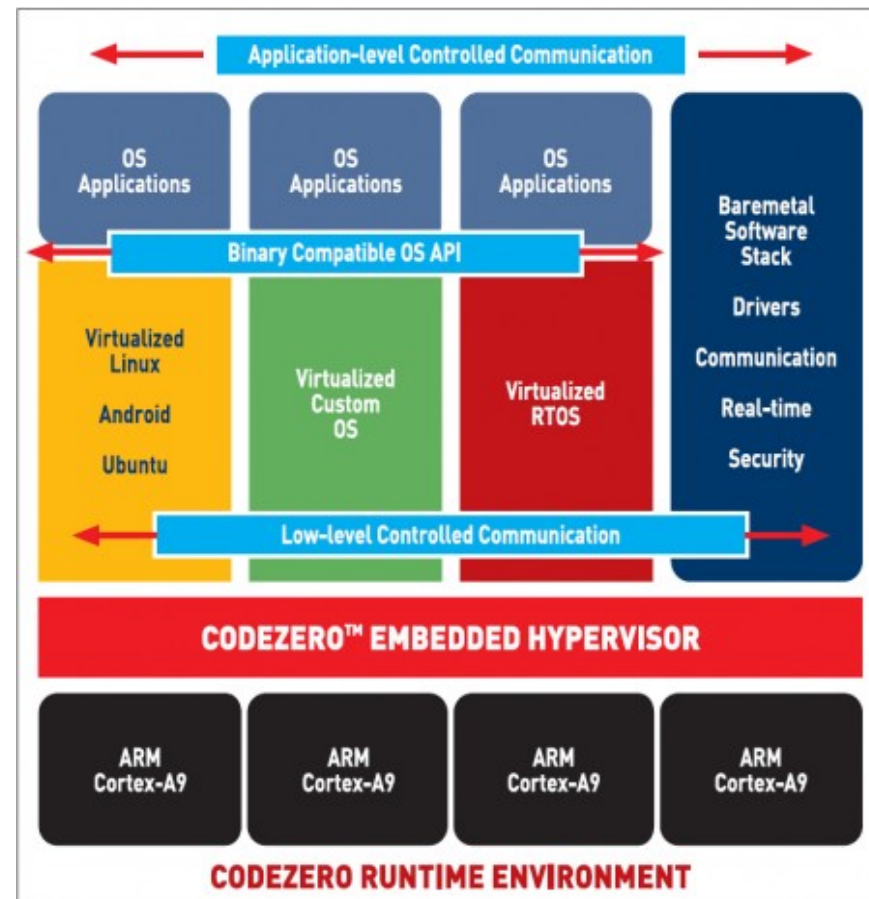 Application-level Controlled Communication
OS
Applications
OS
Applications
OS
Applications
Baremetal
Software
Stack
Drivers
Communication
Real-time
Security
Binary Compatible OS API
Virtualized
Linux
Android
Ubuntu
Virtualized
Custom
OS
Virtualized
RTOS
Low-level Controlled Communication
CODEZERO™ EMBEDDED HYPERVISOR
ARM
Cortex-A9
ARM
Cortex-A9
ARM
Cortex-A9
ARM
Cortex-A9
CODEZERO RUNTIME ENVIRONMENT